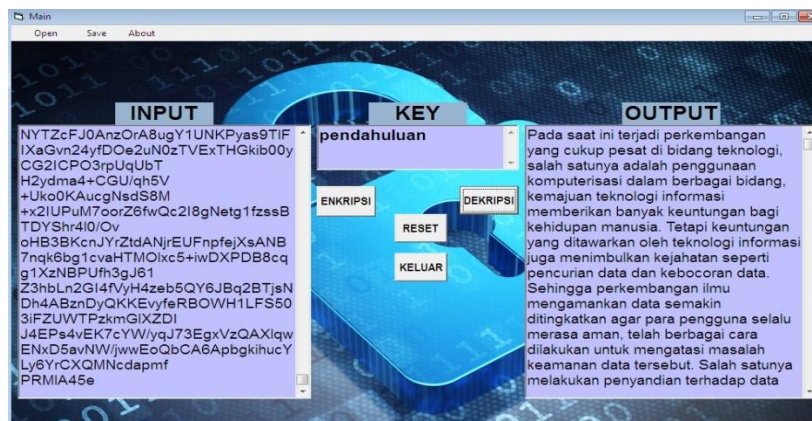 Main
Open Save About
INPUT
NYTZcFJ0AnzOrA8ugY1UNKPyas9TlF
IXaGvn24yfDOe2uN0zTVExTHGkib00y
CG2ICPO3rpUqUbT
H2ydma4+CGU/qh5V
+Uko0KAucgNsdS8M
+x2IUPuM7oorZ6fwQc2I8gNetg1fzssB
TDYShr4l0/Ov
oHB3BKcnJYrZtdANjrEUFnpfejXsANB
7nqk6bg1cvaHTMOlxc5+iwDXPDB8cq
g1XzNBPUfh3gJ61
Z3hbLn2GI4fVyH4zeb5QY6JBq2BTjsN
Dh4ABznDyQKKEvyfeRBOWH1LFS50
3iFZUWTPzkmGlXZDI
J4EPs4vEK7cYW/yqJ73EgxVzQAXlqw
ENxD5avNW/jwwEoQbCA6ApbgkihucY
Ly6YrCXQMNcdapmf
PRMIA45e
KEY
pendahuluan
ENKRIPSI
DEKRIPSI
RESET
KELUAR
OUTPUT
Pada saat ini terjadi perkembangan
yang cukup pesat di bidang teknologi,
salah satunya adalah penggunaan
komputerisasi dalam berbagai bidang,
kemajuan teknologi informasi
memberikan banyak keuntungan bagi
kehidupan manusia. Tetapi keuntungan
yang ditawarkan oleh teknologi informasi
juga menimbulkan kejahatan seperti
pencurian data dan kebocoran data.
Sehingga perkembangan ilmu
mengamankan data semakin
ditingkatkan agar para pengguna selalu
merasa aman, telah berbagai cara
dilakukan untuk mengatasi masalah
keamanan data tersebut. Salah satunya
melakukan penyandian terhadap data